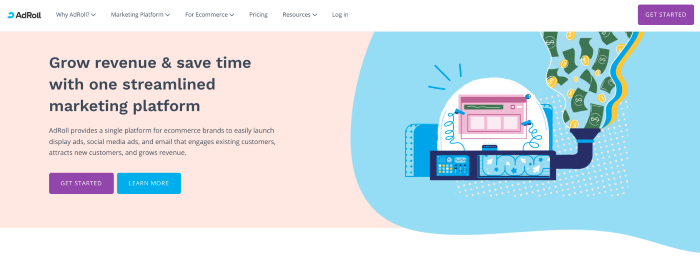 AdRoll
Why AdRoll?
Marketing Platform
For Ecommerce
Pricing
Resources
Log in
GET STARTED
Grow revenue & save time
with one streamlined
marketing platform
AdRoll provides a single platform for ecommerce brands to easily launch
display ads, social media ads, and email that engages existing customers,
attracts new customers, and grows revenue.
GET STARTED
LEARN MORE